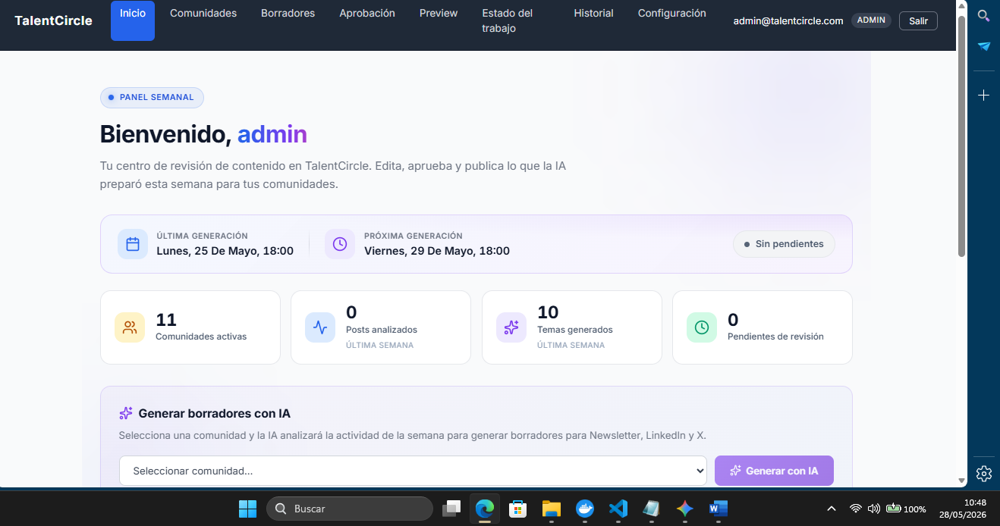 TalentCircle
Inicio
Comunidades
Borradores
Aprobación
Preview
Estado del
trabajo
Historial
Configuración
admin@talentcircle.com
ADMIN
Salir
PANEL SEMANAL
Bienvenido, admin
Tu centro de revisión de contenido en TalentCircle. Edita, aprueba y publica lo que la IA
preparó esta semana para tus comunidades.
ÚLTIMA GENERACIÓN
Lunes, 25 De Mayo, 18:00
PRÓXIMA GENERACIÓN
Viernes, 29 De Mayo, 18:00
Sin pendientes
11
Comunidades activas
0
Posts analizados
ÚLTIMA SEMANA
10
Temas generados
ÚLTIMA SEMANA
0
Pendientes de revisión
Generar borradores con IA
Selecciona una comunidad y la IA analizará la actividad de la semana para generar borradores para Newsletter, LinkedIn y X.
Seleccionar comunidad...
Generar con IA
Buscar
W
100%
10:48
28/05/2026